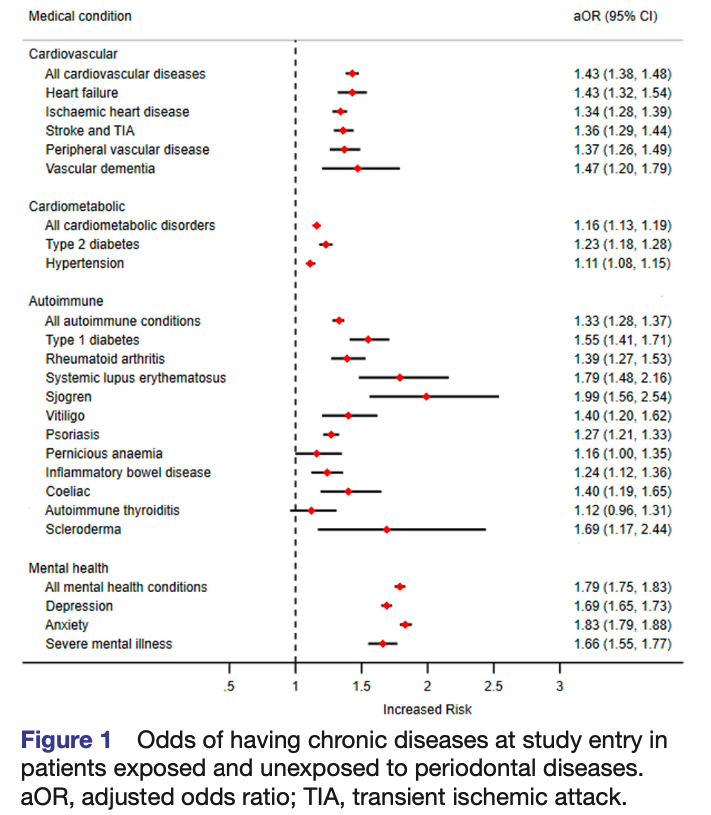 Medical condition aOR (95% CI)
Cardiovascular
All cardiovascular diseases 1.43 (1.38, 1.48)
Heart failure 1.43 (1.32, 1.54)
Ischaemic heart disease 1.34 (1.28, 1.39)
Stroke and TIA 1.36 (1.29, 1.44)
Peripheral vascular disease 1.37 (1.26, 1.49)
Vascular dementia 1.47 (1.20, 1.79)
Cardiometabolic
All cardiometabolic disorders 1.16 (1.13, 1.19)
Type 2 diabetes 1.23 (1.18, 1.28)
Hypertension 1.11 (1.08, 1.15)
Autoimmune
All autoimmune conditions 1.33 (1.28, 1.37)
Type 1 diabetes 1.55 (1.41, 1.71)
Rheumatoid arthritis 1.39 (1.27, 1.53)
Systemic lupus erythematosus 1.79 (1.48, 2.16)
Sjogren 1.99 (1.56, 2.54)
Vitiligo 1.40 (1.20, 1.62)
Psoriasis 1.27 (1.21, 1.33)
Pernicious anaemia 1.16 (1.00, 1.35)
Inflammatory bowel disease 1.24 (1.12, 1.36)
Coeliac 1.40 (1.19, 1.65)
Autoimmune thyroiditis 1.12 (0.96, 1.31)
Scleroderma 1.69 (1.17, 2.44)
Mental health
All mental health conditions 1.79 (1.75, 1.83)
Depression 1.69 (1.65, 1.73)
Anxiety 1.83 (1.79, 1.88)
Severe mental illness 1.66 (1.55, 1.77)
.5 1 1.5 2 2.5 3
Increased Risk
Figure 1 Odds of having chronic diseases at study entry in
patients exposed and unexposed to periodontal diseases.
aOR, adjusted odds ratio; TIA, transient ischemic attack.